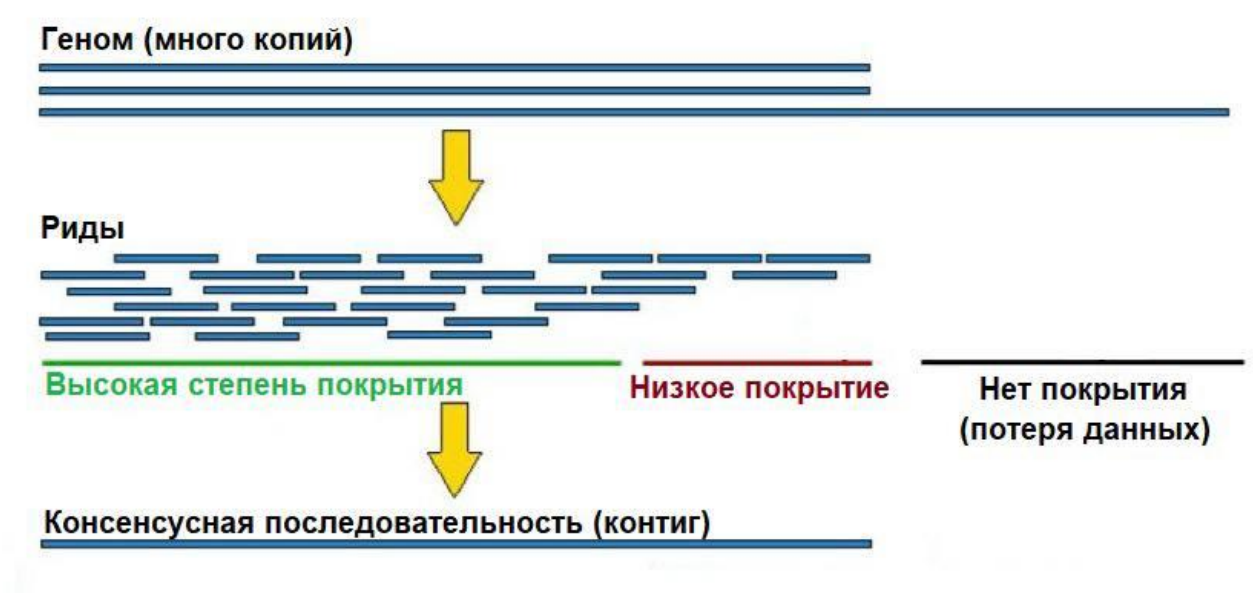 Геном (много копий)
Риды
Высокая степень покрытия
Низкое покрытие
Нет покрытия
(потеря данных)
Консенсусная последовательность (контиг)